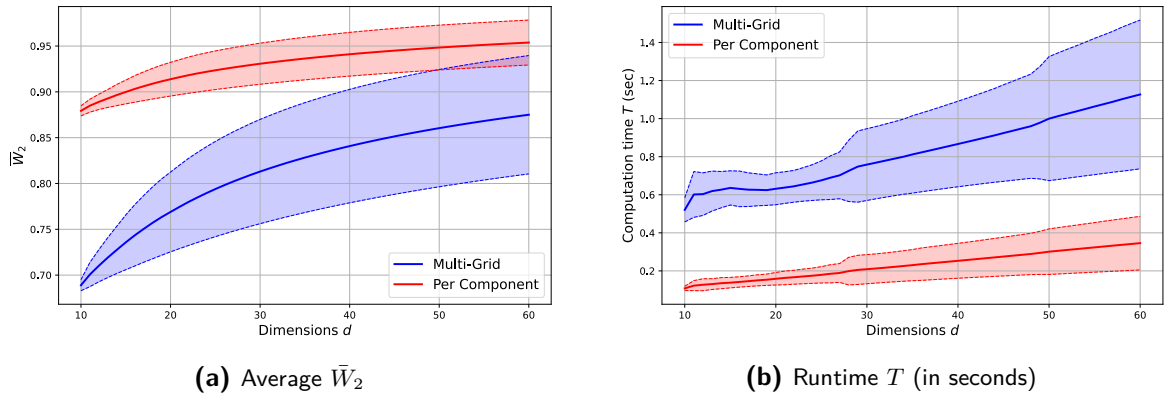 0.95
0.90
0.85
0.80
0.75
0.70
W̅₂
10 20 30 40 50 60
Dimensions d
Multi-Grid
Per Component
(a) Average W̄₂
1.4
1.2
1.0
0.8
0.6
0.4
0.2
Computation time T (sec)
10 20 30 40 50 60
Dimensions d
Multi-Grid
Per Component
(b) Runtime T (in seconds)